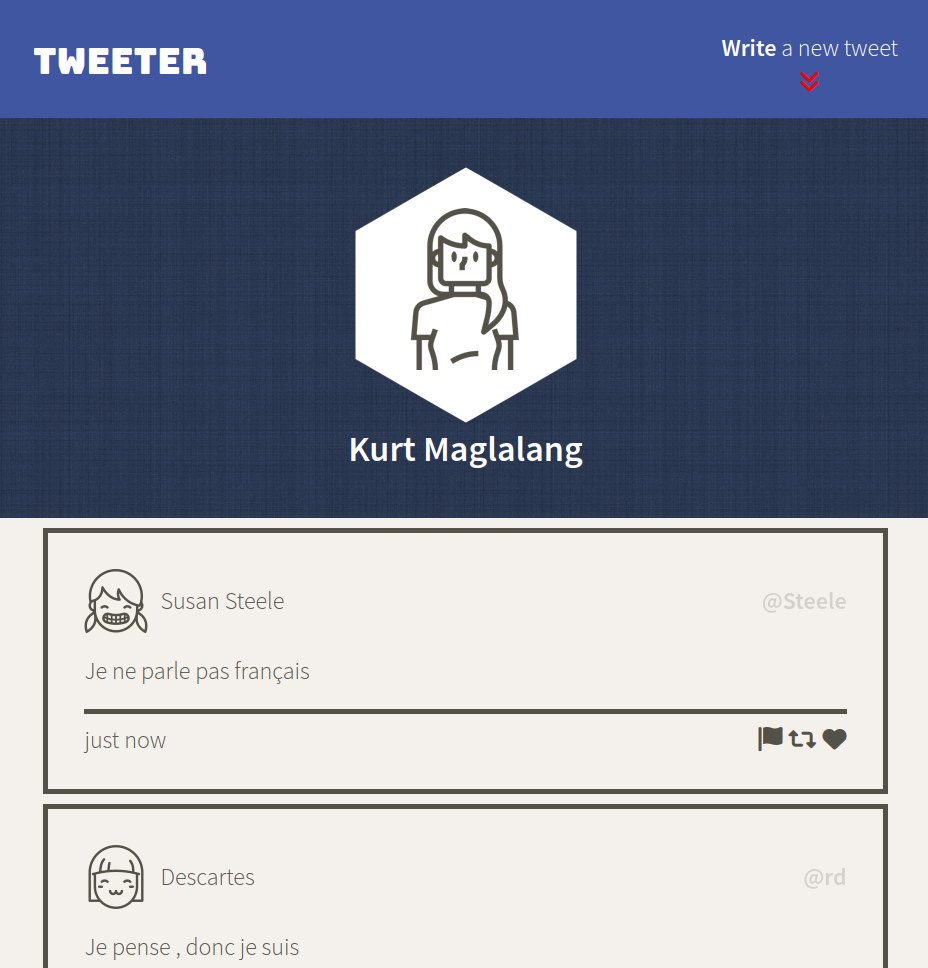 TWEETER
Write a new tweet
Kurt Maglalang
Susan Steele
@Steele
Je ne parle pas français
just now
Descartes
@rd
Je pense , donc je suis